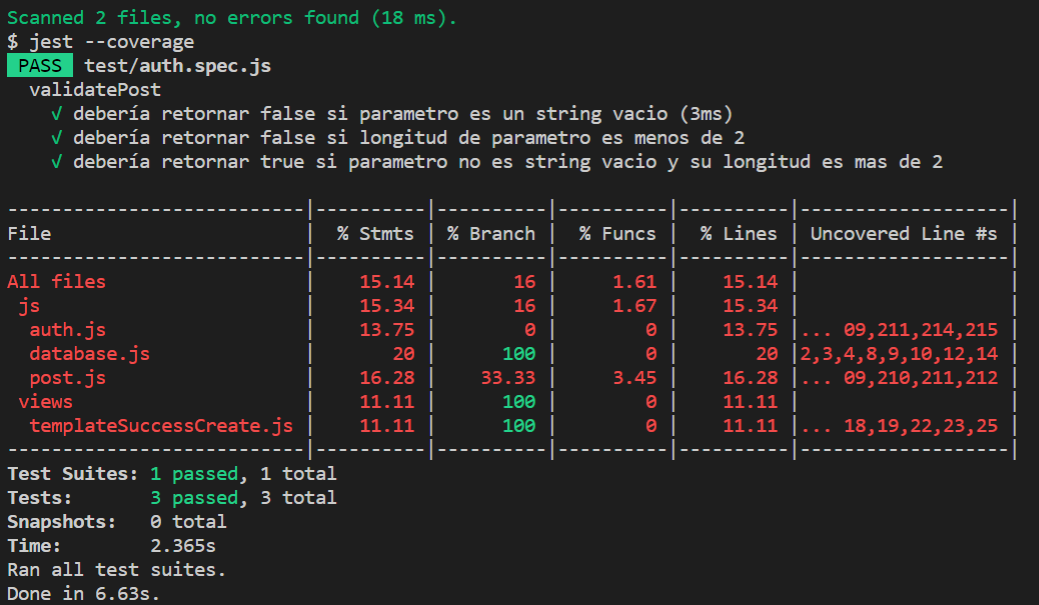 Scanned 2 files, no errors found (18 ms).
$ jest --coverage
PASS test/auth.spec.js
validatePost
√ debería retornar false si parametro es un string vacio (3ms)
√ debería retornar false si longitud de parametro es menos de 2
√ debería retornar true si parametro no es string vacio y su longitud es mas de 2
---------------------------|----------|----------|----------|----------|-------------------|
File                       |  % Stmts | % Branch |  % Funcs |  % Lines | Uncovered Line #s |
---------------------------|----------|----------|----------|----------|-------------------|
All files                  |    15.14 |       16 |     1.61 |    15.14 |                   |
js                        |    15.34 |       16 |     1.67 |    15.34 |                   |
auth.js                  |    13.75 |        0 |        0 |    13.75 |... 09,211,214,215 |
database.js              |       20 |      100 |        0 |       20 |2,3,4,8,9,10,12,14 |
post.js                  |    16.28 |    33.33 |     3.45 |    16.28 |... 09,210,211,212 |
views                     |    11.11 |      100 |        0 |    11.11 |                   |
templateSuccessCreate.js |    11.11 |      100 |        0 |    11.11 |... 18,19,22,23,25 |
---------------------------|----------|----------|----------|----------|-------------------|
Test Suites: 1 passed, 1 total
Tests:       3 passed, 3 total
Snapshots:   0 total
Time:        2.365s
Ran all test suites.
Done in 6.63s.